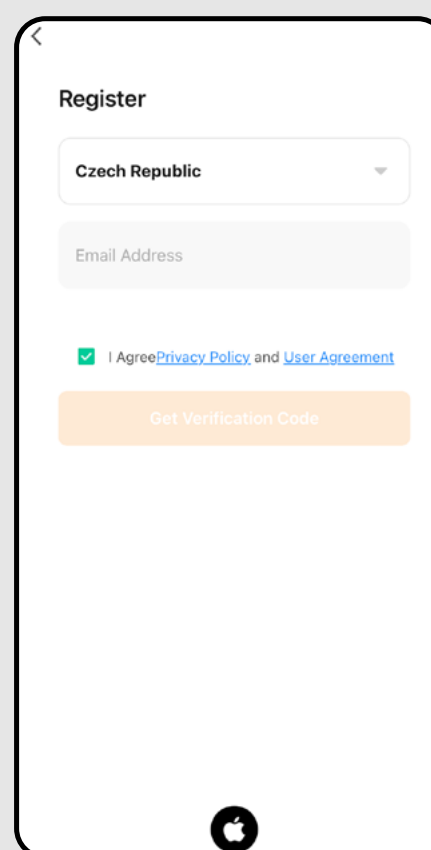 Register
Czech Republic
Email Address
I AgreePrivacy Policy and User Agreement
Get Verification Code